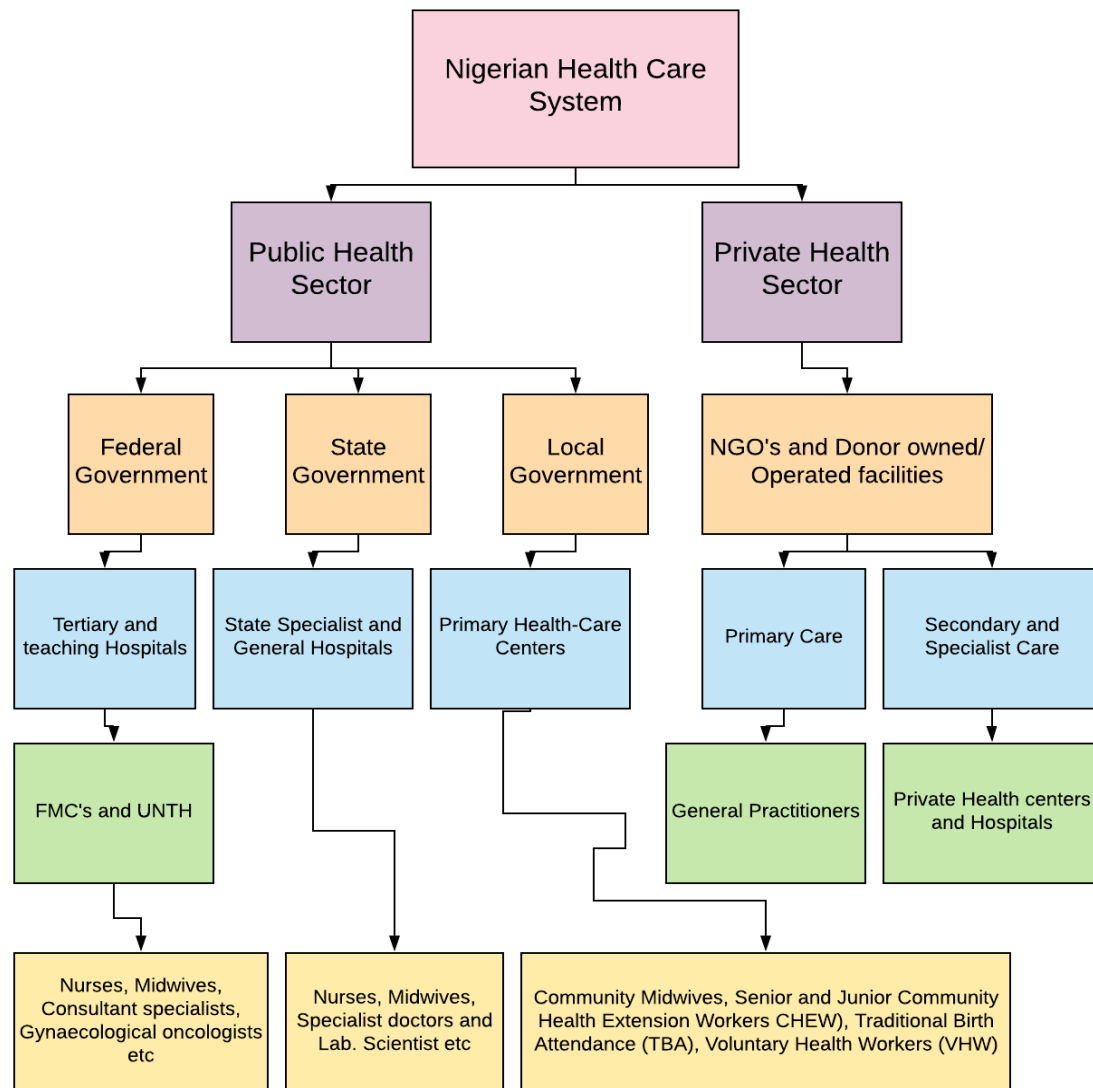 Nigerian Health Care
System
Public Health
Sector
Private Health
Sector
Federal
Government
State
Government
Local
Government
NGO's and Donor owned/
Operated facilities
Tertiary and
teaching Hospitals
State Specialist and
General Hospitals
Primary Health-Care
Centers
Primary Care
Secondary and
Specialist Care
FMC's and UNTH
General Practitioners
Private Health centers
and Hospitals
Nurses, Midwives,
Consultant specialists,
Gynaecological oncologists
etc
Nurses, Midwives,
Specialist doctors and
Lab. Scientist etc
Community Midwives, Senior and Junior Community
Health Extension Workers CHEW), Traditional Birth
Attendance (TBA), Voluntary Health Workers (VHW)